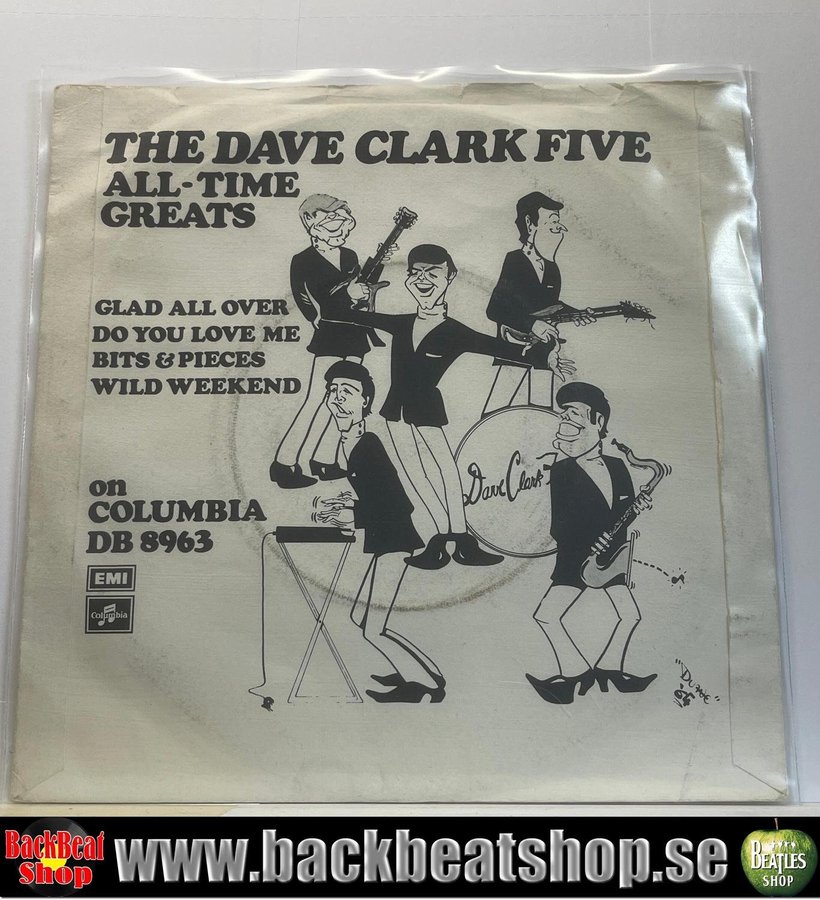 THE DAVE CLARK FIVE
ALL-TIME
GREATS
GLAD ALL OVER
DO YOU LOVE ME
BITS & PIECES
WILD WEEKEND
on
COLUMBIA
DB 8963
EMI
Columbia
Dave Clark 5
BackBeat
Shop
www.backbeatshop.se
BEATLES
SHOP